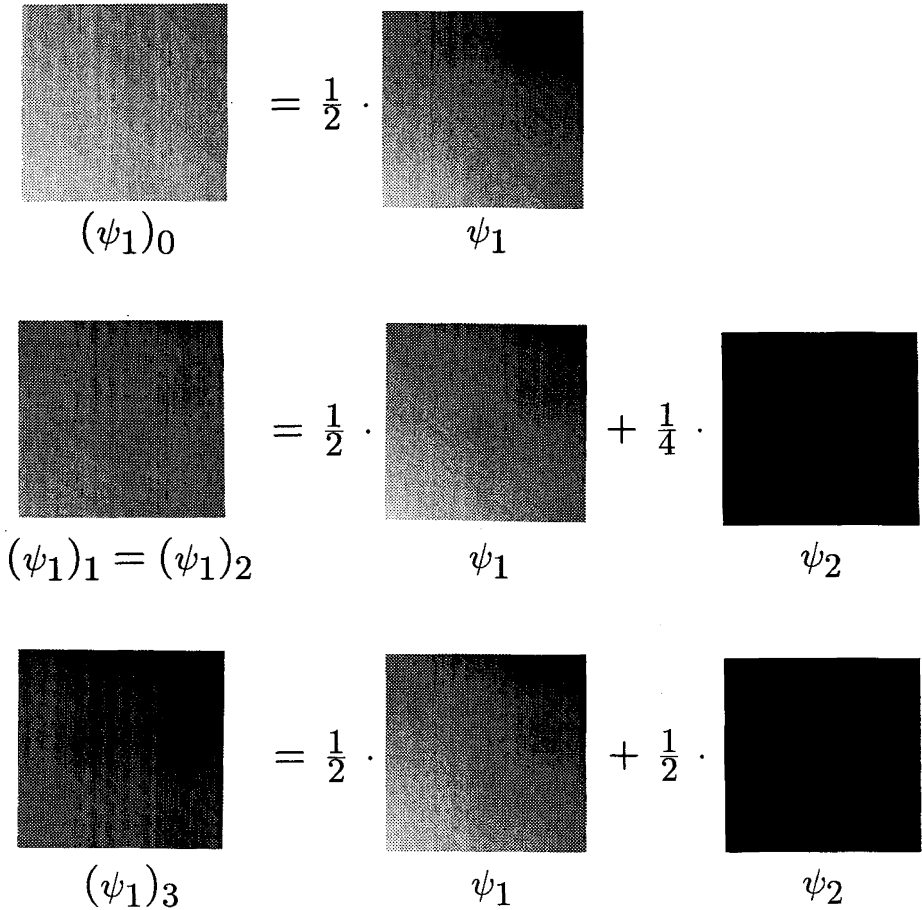 = 1/2 ·
(ψ₁)₀ ψ₁
= 1/2 · + 1/4 ·
(ψ₁)₁ = (ψ₁)₂ ψ₁ ψ₂
= 1/2 · + 1/2 ·
(ψ₁)₃ ψ₁ ψ₂